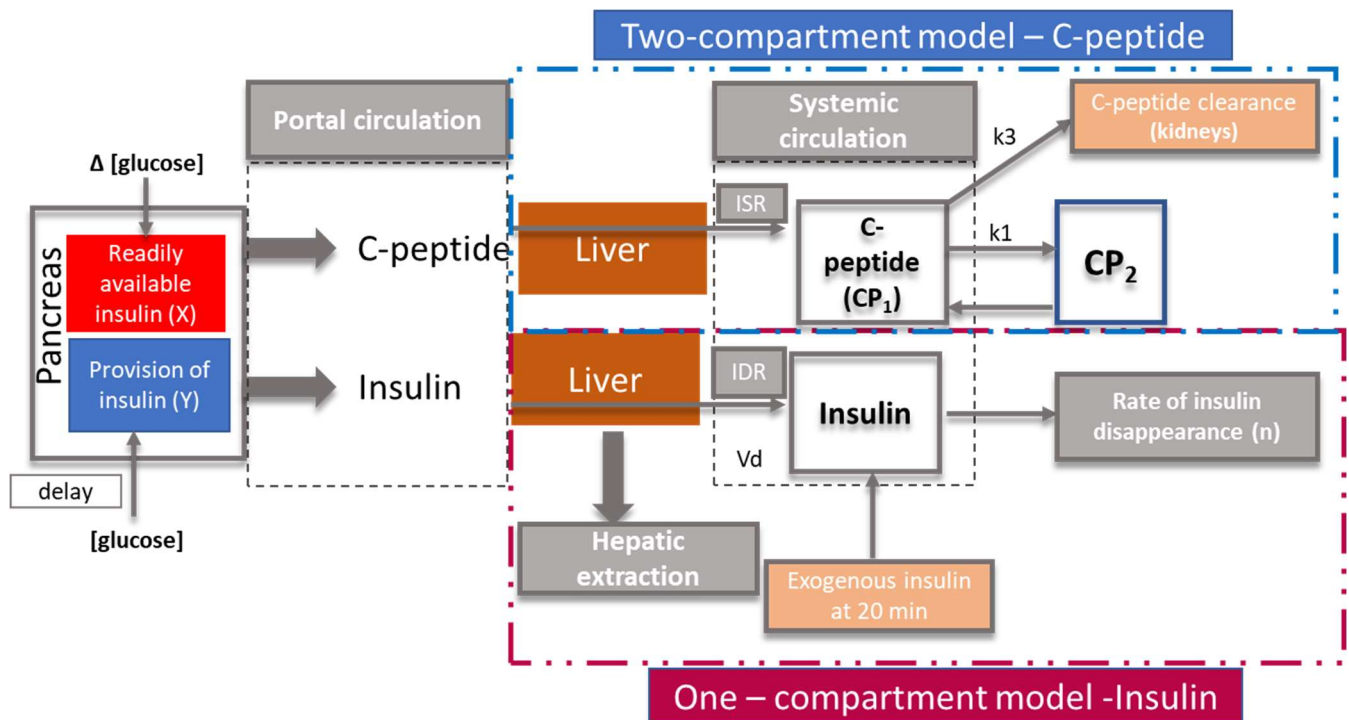 Two-compartment model – C-peptide
Portal circulation
Systemic
circulation
C-peptide clearance
(kidneys)
k3
Δ [glucose]
Pancreas
Readily
available
insulin (X)
C-peptide
Liver
ISR
C-
peptide
(CP1)
k1
CP2
Provision of
insulin (Y)
Insulin
Liver
IDR
Insulin
Rate of insulin
disappearance (n)
Vd
delay
[glucose]
Hepatic
extraction
Exogenous insulin
at 20 min
One – compartment model -Insulin